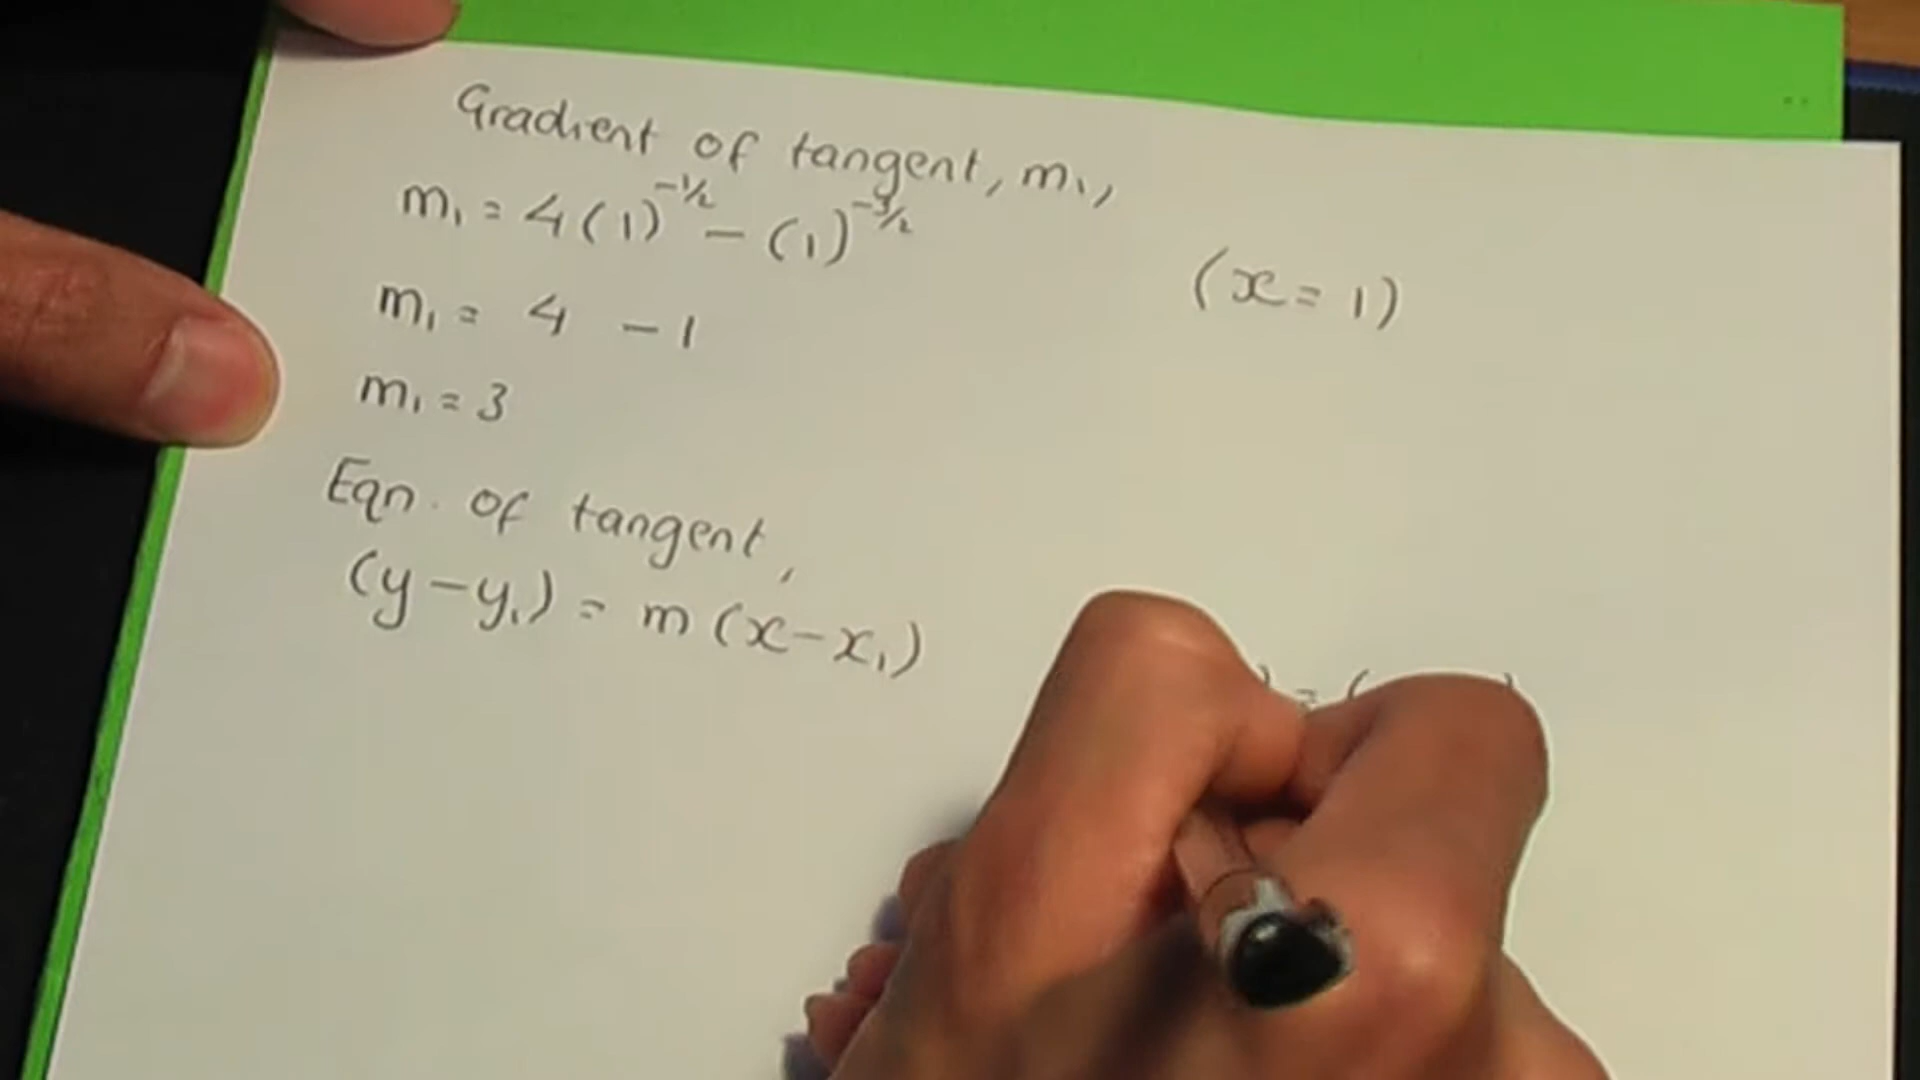 Gradient of tangent, m₁,
m₁ = 4(1)^-1/2 - (1)^-3/2
(x = 1)
m₁ = 4 - 1
m₁ = 3
Eqn. of tangent,
(y-y₁) = m(x-x₁)
) = (